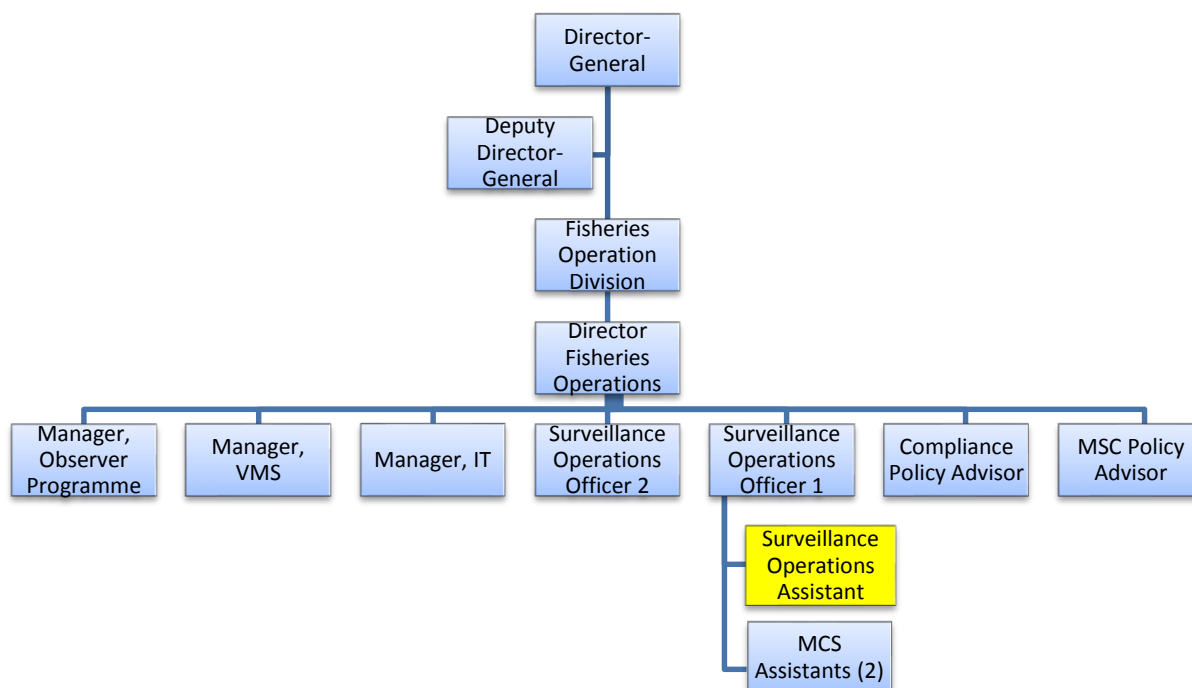 Director-
General
Deputy
Director-
General
Fisheries
Operation
Division
Director
Fisheries
Operations
Manager,
Observer
Programme
Manager,
VMS
Manager, IT
Surveillance
Operations
Officer 2
Surveillance
Operations
Officer 1
Compliance
Policy Advisor
MSC Policy
Advisor
Surveillance
Operations
Assistant
MCS
Assistants (2)